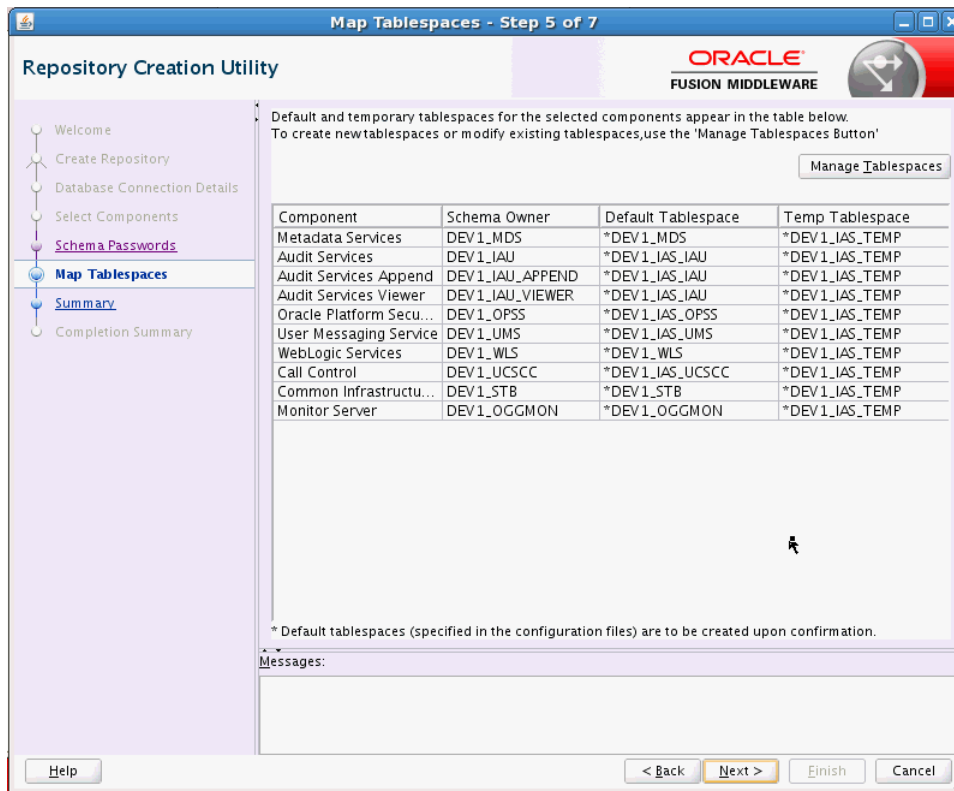 Map Tablespaces - Step 5 of 7
Repository Creation Utility
ORACLE
FUSION MIDDLEWARE
Welcome
Create Repository
Database Connection Details
Select Components
Schema Passwords
Map Tablespaces
Summary
Completion Summary
Default and temporary tablespaces for the selected components appear in the table below.
To create new tablespaces or modify existing tablespaces,use the 'Manage Tablespaces Button'
Manage Tablespaces
Component Schema Owner Default Tablespace Temp Tablespace
Metadata Services DEV1_MDS *DEV1_MDS *DEV1_IAS_TEMP
Audit Services DEV1_IAU *DEV1_IAS_IAU *DEV1_IAS_TEMP
Audit Services Append DEV1_IAU_APPEND *DEV1_IAS_IAU *DEV1_IAS_TEMP
Audit Services Viewer DEV1_IAU_VIEWER *DEV1_IAS_IAU *DEV1_IAS_TEMP
Oracle Platform Secu... DEV1_OPSS *DEV1_IAS_OPSS *DEV1_IAS_TEMP
User Messaging Service DEV1_UMS *DEV1_IAS_UMS *DEV1_IAS_TEMP
WebLogic Services DEV1_WLS *DEV1_WLS *DEV1_IAS_TEMP
Call Control DEV1_UCSCC *DEV1_IAS_UCSCC *DEV1_IAS_TEMP
Common Infrastructu... DEV1_STB *DEV1_STB *DEV1_IAS_TEMP
Monitor Server DEV1_OGGMON *DEV1_OGGMON *DEV1_IAS_TEMP
* Default tablespaces (specified in the configuration files) are to be created upon confirmation.
Messages:
Help
< Back Next > Finish Cancel